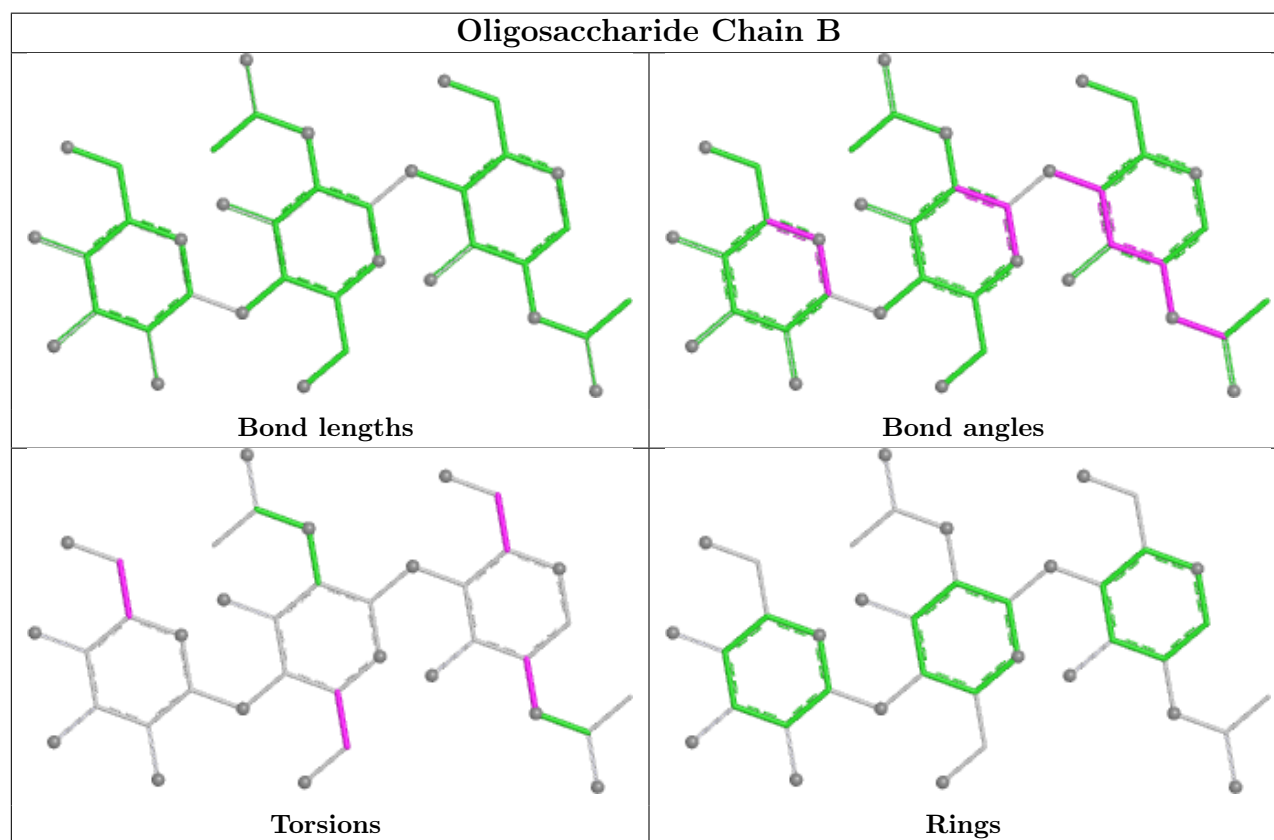 Oligosaccharide Chain B
Bond lengths
Bond angles
Torsions
Rings